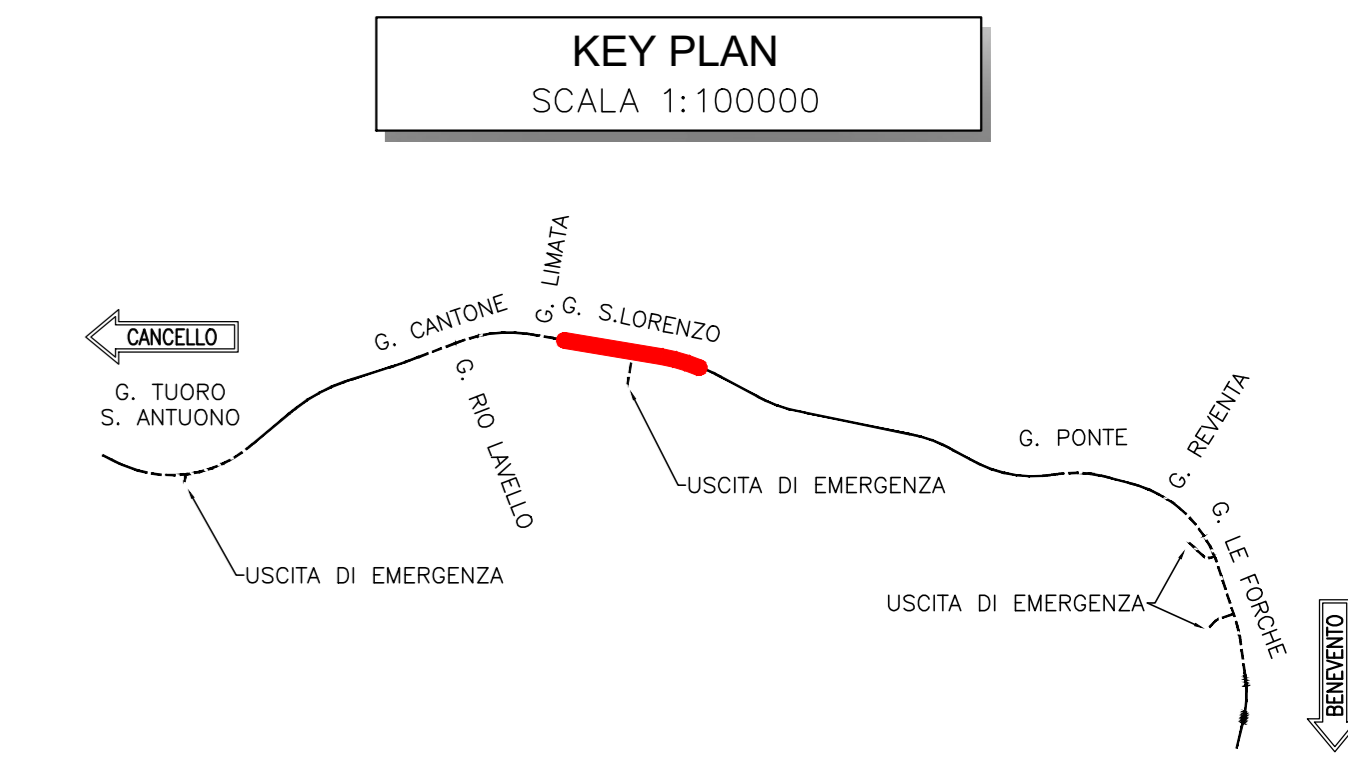 KEY PLAN
SCALA 1:100000
CANCELLO
G. TUORO
S. ANTUONO
G. CANTONE
G. RIO LAVELLO
G. LIMATA
G. S.LORENZO
USCITA DI EMERGENZA
USCITA DI EMERGENZA
G. PONTE
G. REVENTA
G. LE FORCHE
USCITA DI EMERGENZA
BENEVENTO